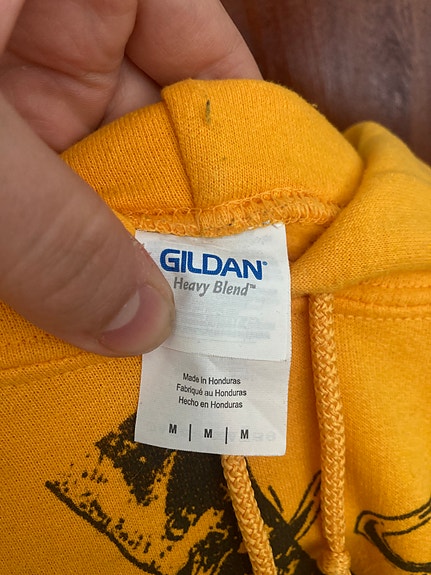 GILDAN®
Heavy Blend™
Made in Honduras
Fabriqué au Honduras
Hecho en Honduras
M | M | M